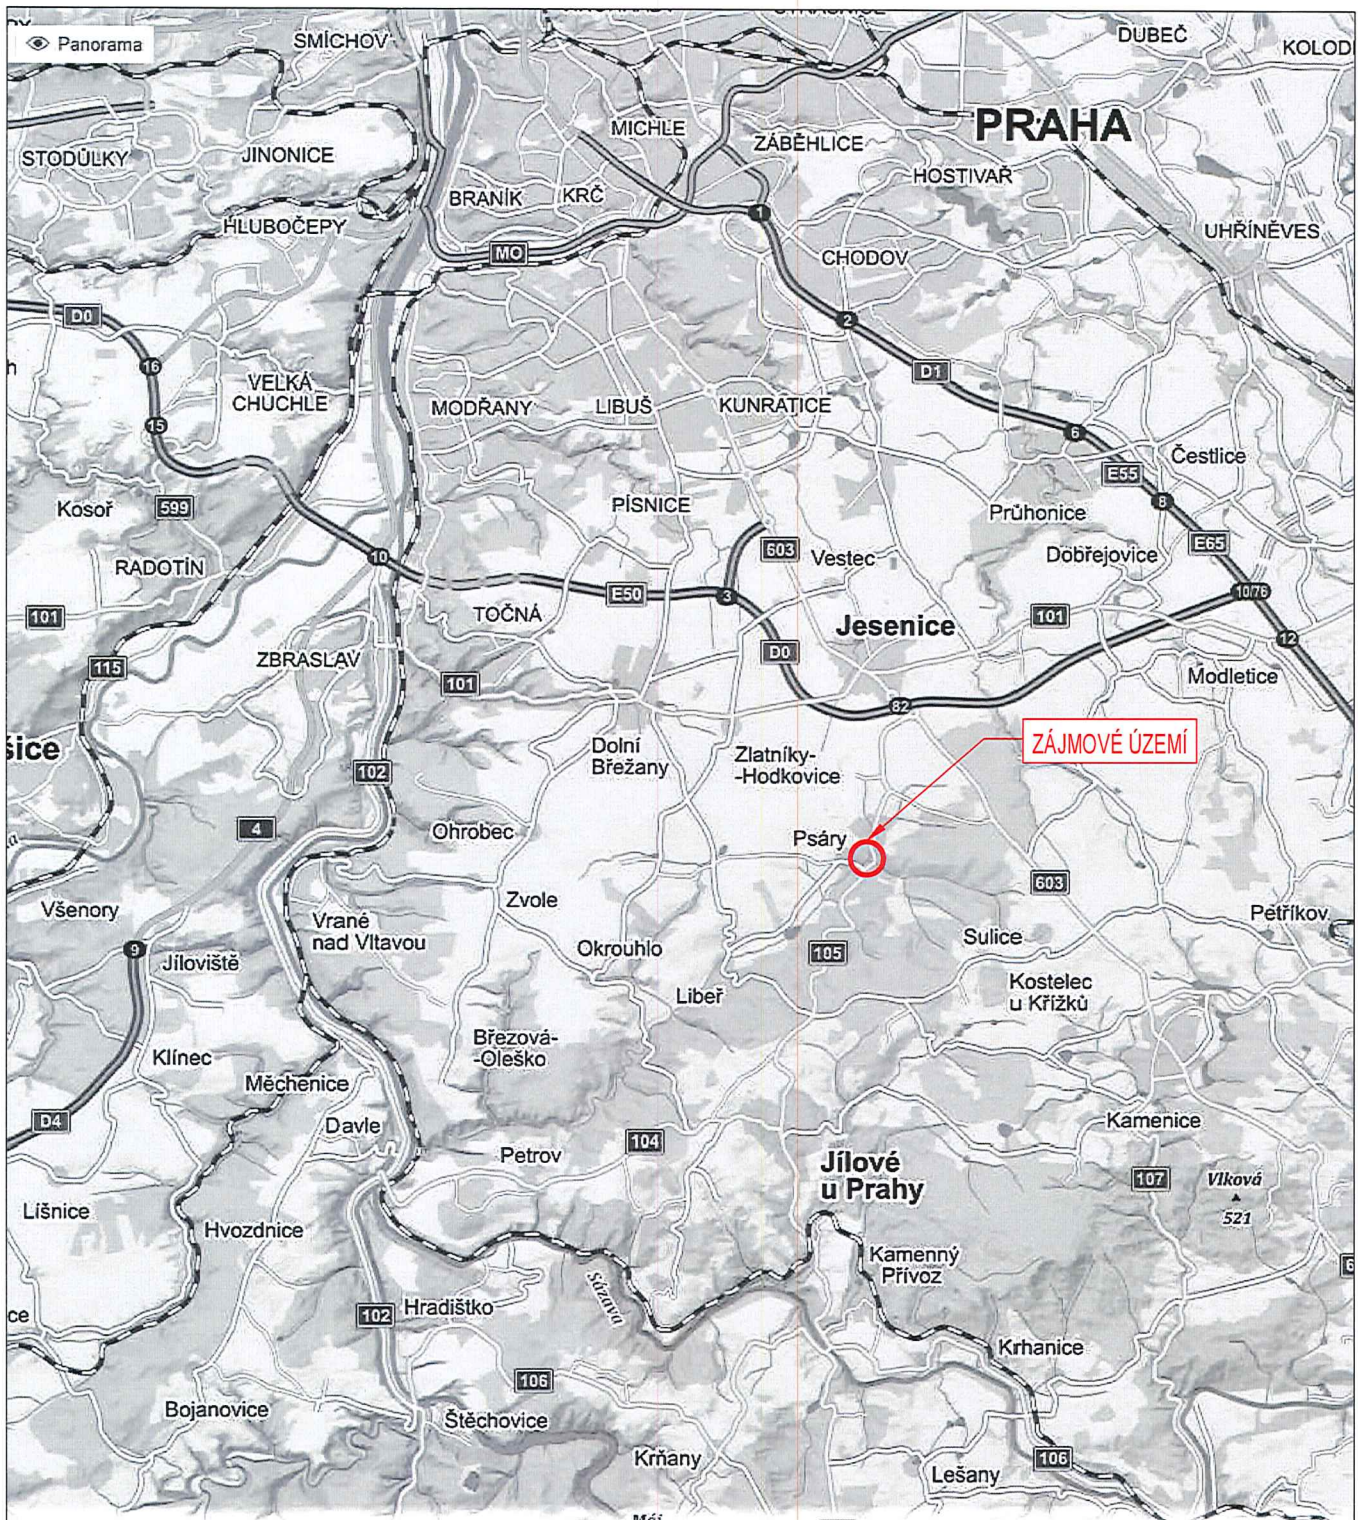 Panorama
SMÍCHOV
DUBEČ
PRAHA
MICHLE
ZÁBĚHLICE
STODŮLKY
JINONICE
HOSTIVAŘ
BRANÍK
KRČ
HLUBOČEPY
1
UHŘÍNĚVES
MO
CHODOV
D0
2
16
D1
VELKÁ
CHUCHLE
MODŘANY
LIBUŠ
KUNRATICE
15
6
Čestlice
E55
Kosoř
599
PÍSNICE
8
Průhonice
E65
603
Vestec
Dobřejovice
10
RADOTÍN
E50
3
10/76
101
TOČNÁ
Jesenice
101
12
D0
115
ZBRASLAV
101
Modletice
82
šice
Dolní
Břežany
Zlatníky-
-Hodkovice
ZÁJMOVÉ ÚZEMÍ
102
4
Ohrobec
Psáry
603
Zvole
Všenory
Vrané
nad Vltavou
Petříkov
9
Jíloviště
Okrouhlo
105
Sulice
Libeř
Kostelec
u Křížků
Březová-
-Oleško
Klínec
Měchenice
D4
Davle
Kamenice
104
Petrov
Jílové
u Prahy
107
Vlková
521
Líšnice
Hvozdnice
Kamenný
Přívoz
Sázava
102
Hradištko
ce
Krhanice
106
Bojanovice
Štěchovice
Krňany
106
Lešany